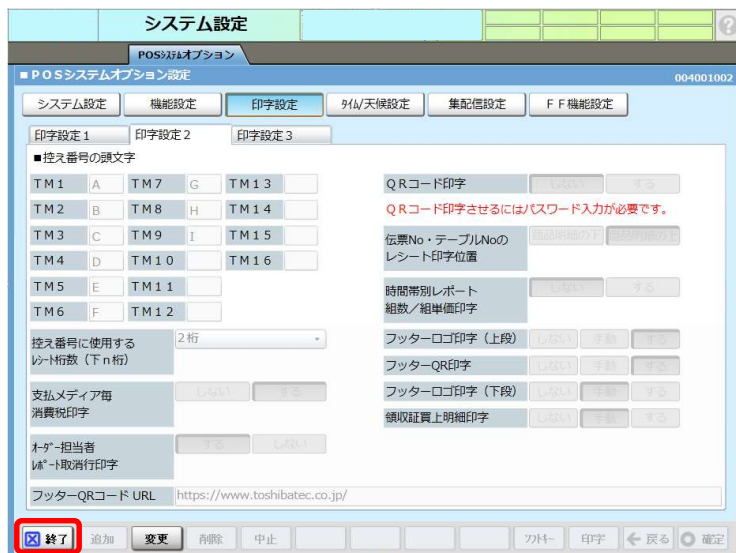 システム設定
POSシステムオプション
■POSシステムオプション設定 004001002
システム設定 機能設定 印字設定 タイム/天候設定 集配信設定 FF機能設定
印字設定1 印字設定2 印字設定3
■控え番号の頭文字
TM1 A TM7 G TM13
TM2 B TM8 H TM14
TM3 C TM9 I TM15
TM4 D TM10 TM16
TM5 E TM11
TM6 F TM12
控え番号に使用する
レシート桁数(下n桁)
2桁
支払メディア毎
消費税印字
しない する
オーダー担当者
レポート取消行印字
する しない
QRコード印字 しない する
QRコード印字させるにはパスワード入力が必要です。
伝票No・テーブルNoの
レシート印字位置
商品明細の下 商品明細の上
時間帯別レポート
組数/組単価印字
しない する
フッターロゴ印字(上段) しない 手動 する
フッターQR印字 しない 手動 する
フッターロゴ印字(下段) しない 手動 する
領収証買上明細印字 しない 手動 する
フッターQRコード URL https://www.toshibatec.co.jp/
終了 追加 変更 削除 中止 ソフトキー 印字 戻る 確定